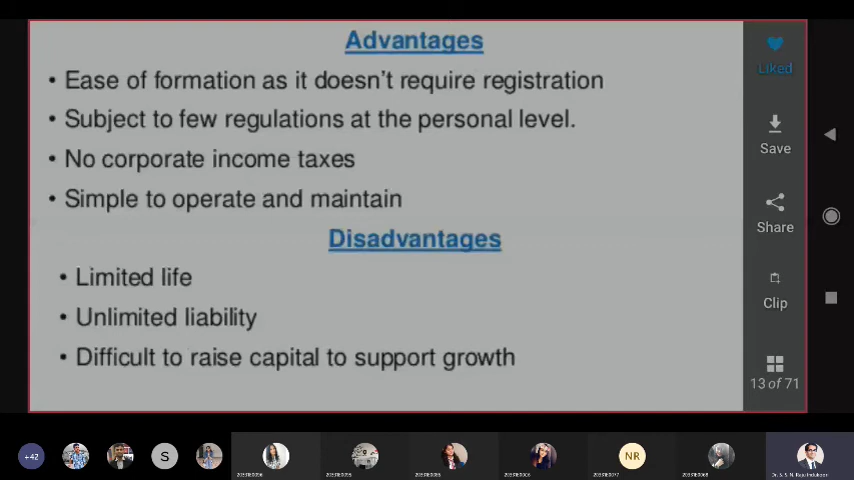 Advantages
• Ease of formation as it doesn't require registration
• Subject to few regulations at the personal level.
• No corporate income taxes
• Simple to operate and maintain
Disadvantages
• Limited life
• Unlimited liability
• Difficult to raise capital to support growth
Liked
Save
Share
Clip
13 of 71
+42
S
NR